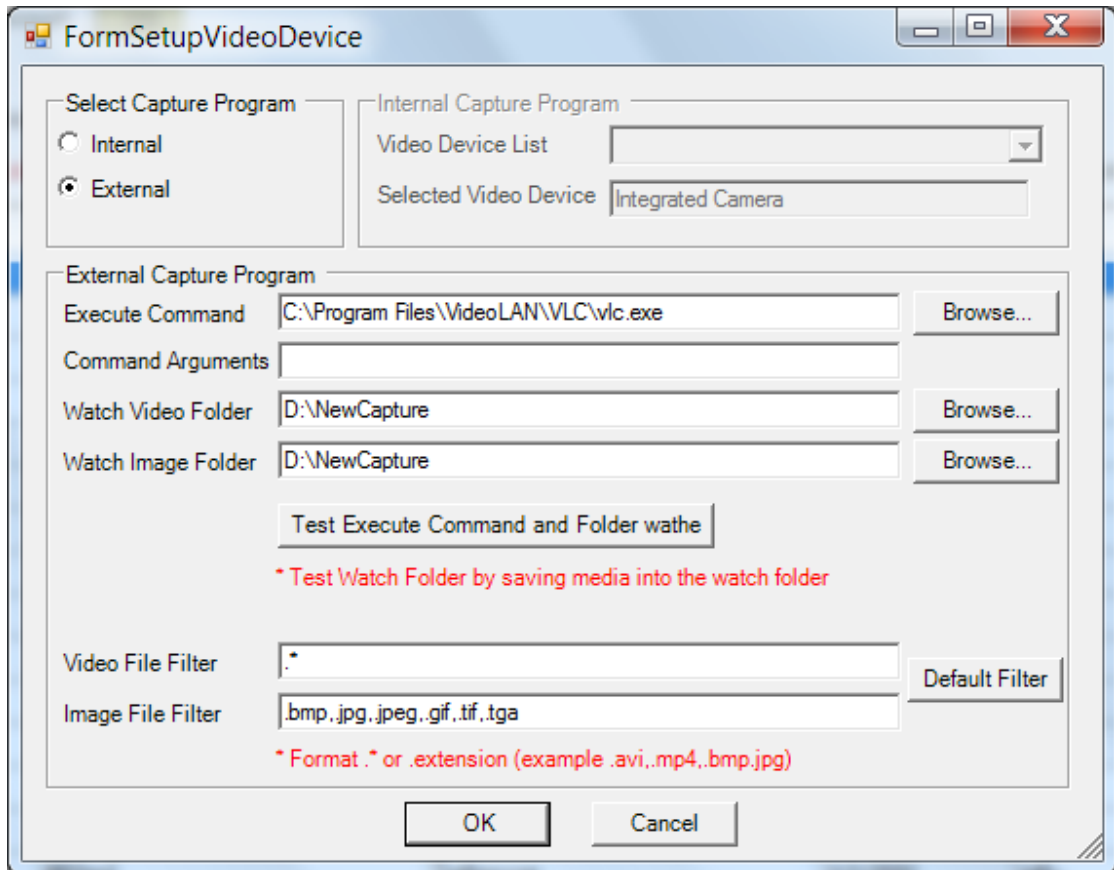 FormSetupVideoDevice
Select Capture Program
Internal
External
Internal Capture Program
Video Device List
Selected Video Device Integrated Camera
External Capture Program
Execute Command C:\Program Files\VideoLAN\VLC\vlc.exe Browse...
Command Arguments
Watch Video Folder D:\NewCapture Browse...
Watch Image Folder D:\NewCapture Browse...
Test Execute Command and Folder wathe
* Test Watch Folder by saving media into the watch folder
Video File Filter .*
Default Filter
Image File Filter .bmp,.jpg,.jpeg,.gif,.tif,.tga
* Format .* or .extension (example .avi,.mp4,.bmp.jpg)
OK Cancel